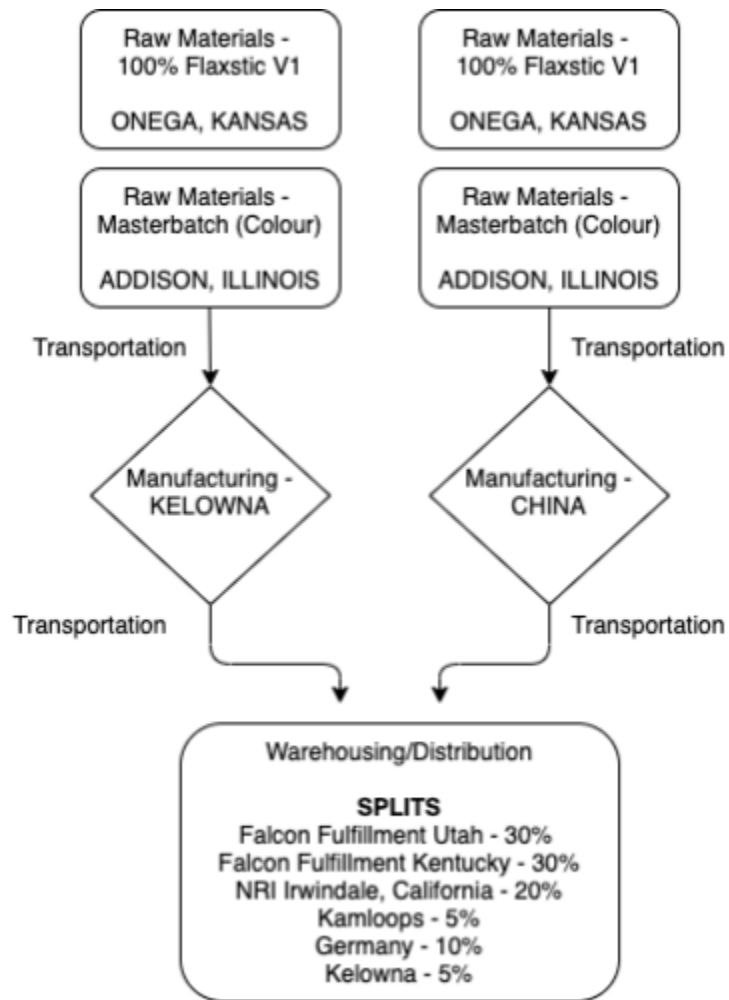 Raw Materials -
100% Flaxstic V1
ONEGA, KANSAS
Raw Materials -
100% Flaxstic V1
ONEGA, KANSAS
Raw Materials -
Masterbatch (Colour)
ADDISON, ILLINOIS
Raw Materials -
Masterbatch (Colour)
ADDISON, ILLINOIS
Transportation
Transportation
Manufacturing -
KELOWNA
Manufacturing -
CHINA
Transportation
Transportation
Warehousing/Distribution
SPLITS
Falcon Fulfillment Utah - 30%
Falcon Fulfillment Kentucky - 30%
NRI Irwindale, California - 20%
Kamloops - 5%
Germany - 10%
Kelowna - 5%